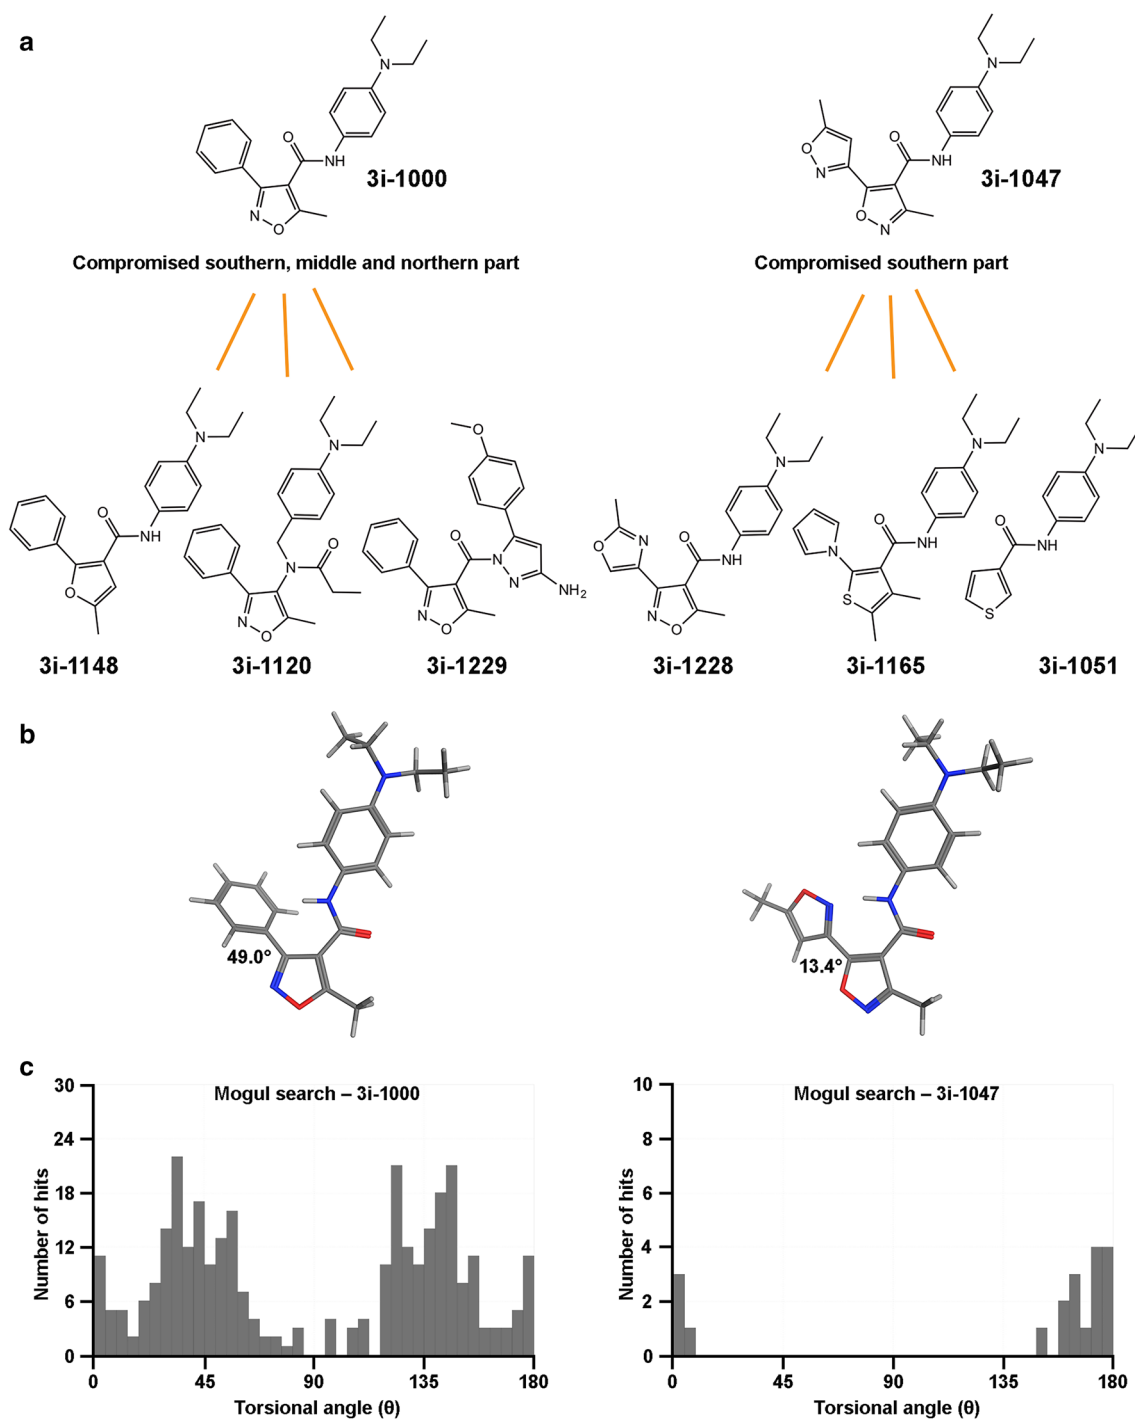 a
N
O
NH
3i-1000
N
O
Compromised southern, middle and northern part
N
O
O
NH
3i-1047
N
O
N
Compromised southern part
N
O
NH
O
3i-1148
N
N
O
N
O
3i-1120
O
O
N
N
NH2
N
O
3i-1229
N
O
NH
O
N
N
O
3i-1228
N
O
NH
N
S
3i-1165
N
O
NH
S
3i-1051
b
49.0°
13.4°
c
Mogul search – 3i-1000
Number of hits
30
24
18
12
6
0
0 45 90 135 180
Torsional angle (θ)
Mogul search – 3i-1047
Number of hits
10
8
6
4
2
0
0 45 90 135 180
Torsional angle (θ)